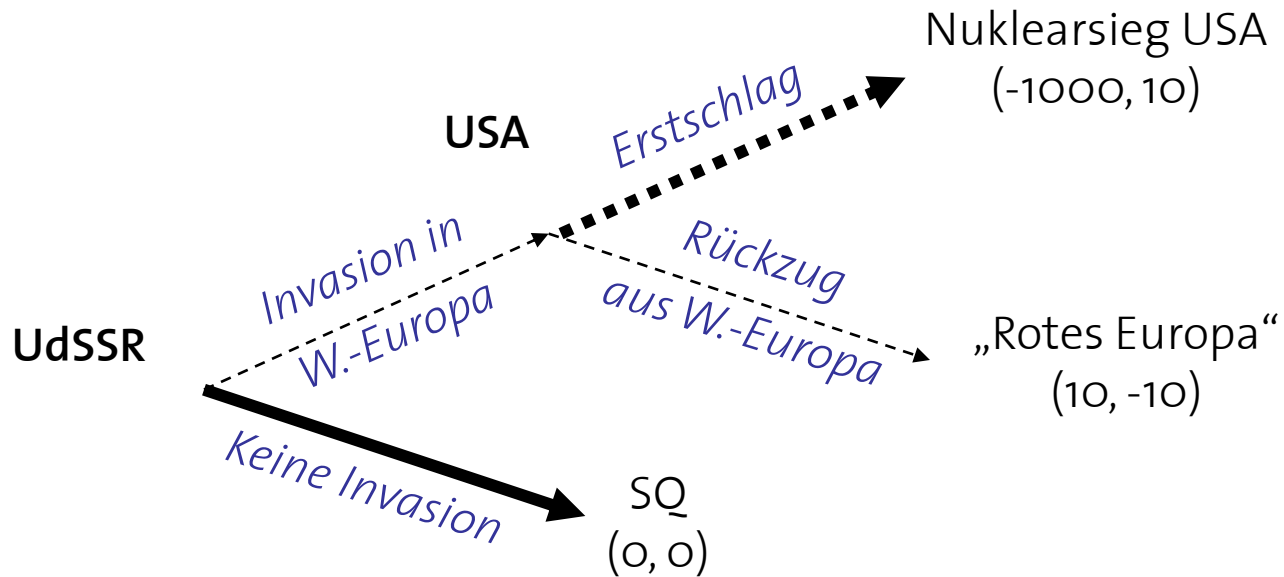 Nuklearsieg USA
(-1000, 10)
USA
Erstschlag
Invasion in
W.-Europa
Rückzug
aus W.-Europa
UdSSR
„Rotes Europa“
(10, -10)
Keine Invasion
SQ
(0, 0)